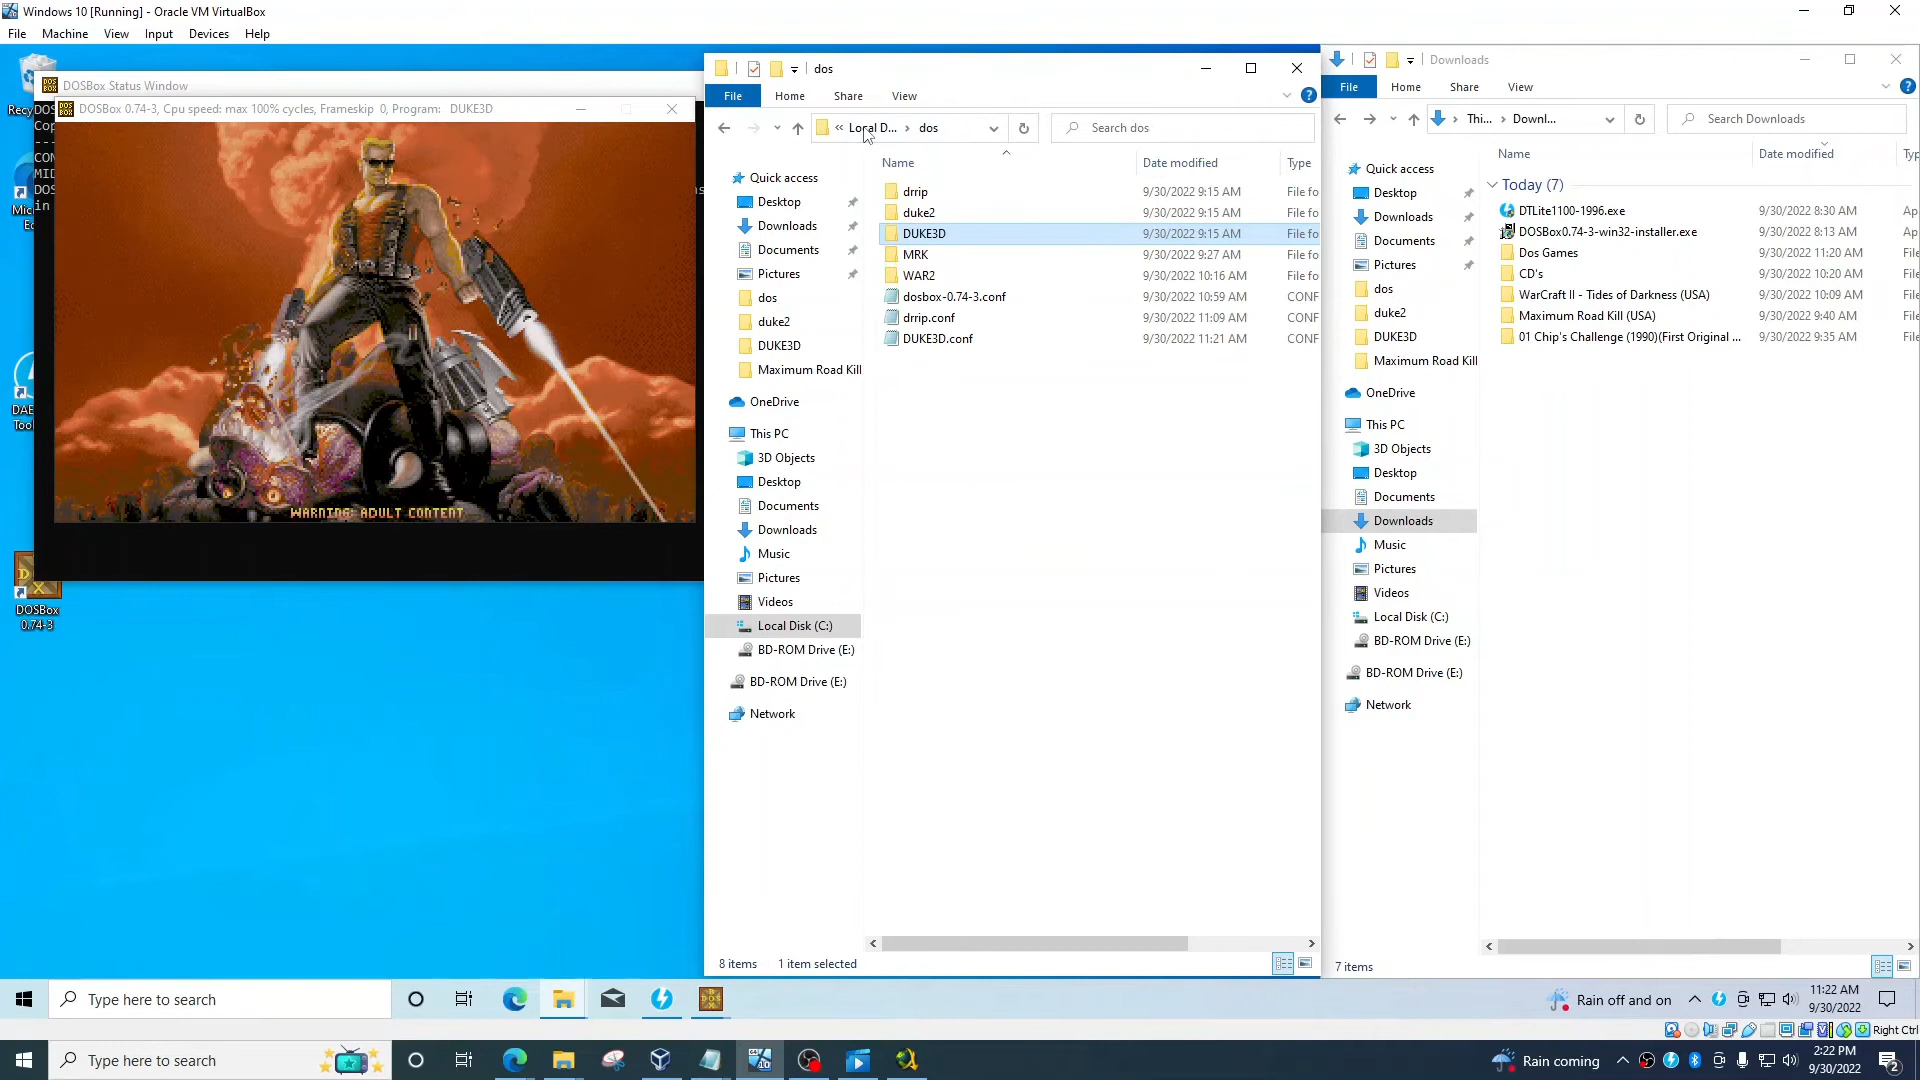 Windows 10 [Running] - Oracle VM VirtualBox
File Machine View Input Devices Help
DOSBox Status Window
DOSBox 0.74-3, Cpu speed: max 100% cycles, Frameskip 0, Program: DUKE3D
WARNING: ADULT CONTENT
DOSBox
0.74-3
dos
File Home Share View
« Local D... › dos
Search dos
Name Date modified Type
drrip 9/30/2022 9:15 AM File fo
duke2 9/30/2022 9:15 AM File fo
DUKE3D 9/30/2022 9:15 AM File fo
MRK 9/30/2022 9:27 AM File fo
WAR2 9/30/2022 10:16 AM File fo
dosbox-0.74-3.conf 9/30/2022 10:59 AM CONF
drrip.conf 9/30/2022 11:09 AM CONF
DUKE3D.conf 9/30/2022 11:21 AM CONF
Quick access
Desktop
Downloads
Documents
Pictures
dos
duke2
DUKE3D
Maximum Road Kill
OneDrive
This PC
3D Objects
Desktop
Documents
Downloads
Music
Pictures
Videos
Local Disk (C:)
BD-ROM Drive (E:)
BD-ROM Drive (E:)
Network
8 items 1 item selected
Downloads
File Home Share View
Thi... › Downl...
Search Downloads
Name Date modified Typ
Today (7)
DTLite1100-1996.exe 9/30/2022 8:30 AM Ap
DOSBox0.74-3-win32-installer.exe 9/30/2022 8:13 AM Ap
Dos Games 9/30/2022 11:20 AM File
CD's 9/30/2022 10:20 AM File
WarCraft II - Tides of Darkness (USA) 9/30/2022 10:09 AM File
Maximum Road Kill (USA) 9/30/2022 9:40 AM File
01 Chip's Challenge (1990)(First Original ... 9/30/2022 9:35 AM File
Quick access
Desktop
Downloads
Documents
Pictures
dos
duke2
DUKE3D
Maximum Road Kill
OneDrive
This PC
3D Objects
Desktop
Documents
Downloads
Music
Pictures
Videos
Local Disk (C:)
BD-ROM Drive (E:)
BD-ROM Drive (E:)
Network
7 items
Type here to search
Rain off and on
11:22 AM
9/30/2022
Right Ctrl
Type here to search
Rain coming
2:22 PM
9/30/2022
2